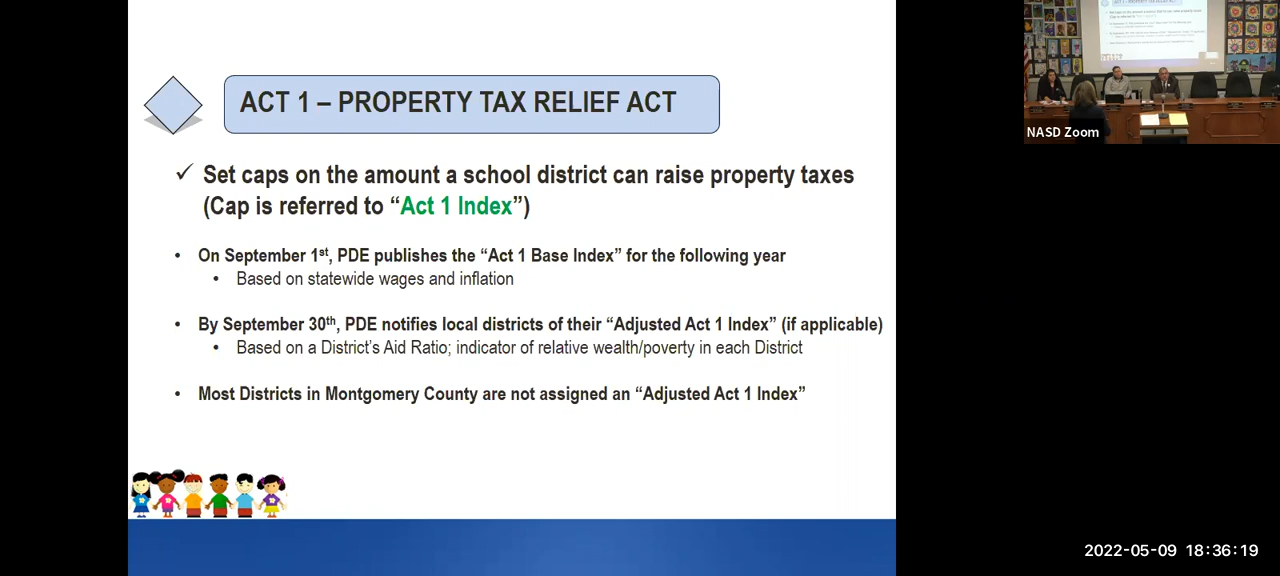 ACT 1 – PROPERTY TAX RELIEF ACT
✓ Set caps on the amount a school district can raise property taxes
(Cap is referred to “Act 1 Index”)
• On September 1st, PDE publishes the “Act 1 Base Index” for the following year
• Based on statewide wages and inflation
• By September 30th, PDE notifies local districts of their “Adjusted Act 1 Index” (if applicable)
• Based on a District’s Aid Ratio; indicator of relative wealth/poverty in each District
• Most Districts in Montgomery County are not assigned an “Adjusted Act 1 Index”
NASD Zoom
2022-05-09 18:36:19